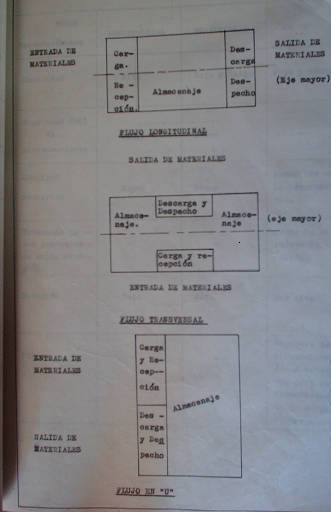 ENTRADA DE
MATERIALES
Car-
ga.
Re -
cep-
ción.
Almacenaje
Des-
carga
Des-
pacho
SALIDA DE
MATERIALES
(Eje mayor)
FLUJO LONGITUDINAL
SALIDA DE MATERIALES
Descarga y
Despacho
Almace-
naje.
Almace-
naje
(eje mayor)
Carga y re-
cepción
ENTRADA DE MATERIALES
FLUJO TRANSVERSAL
ENTRADA DE
MATERIALES
Carga
y Re-
cep--
ción
Almacenaje
SALIDA DE
MATERIALES
Des -
carga
y Des
pacho
FLUJO EN "U"